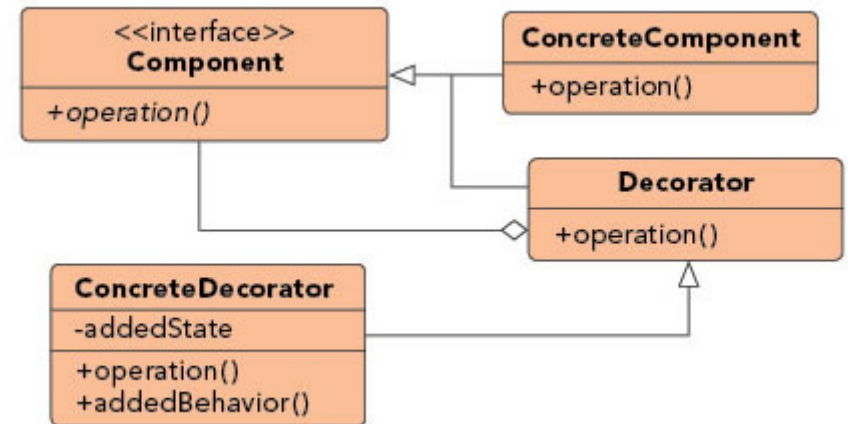 <<interface>>
Component
+operation()
ConcreteComponent
+operation()
Decorator
+operation()
ConcreteDecorator
-addedState
+operation()
+addedBehavior()